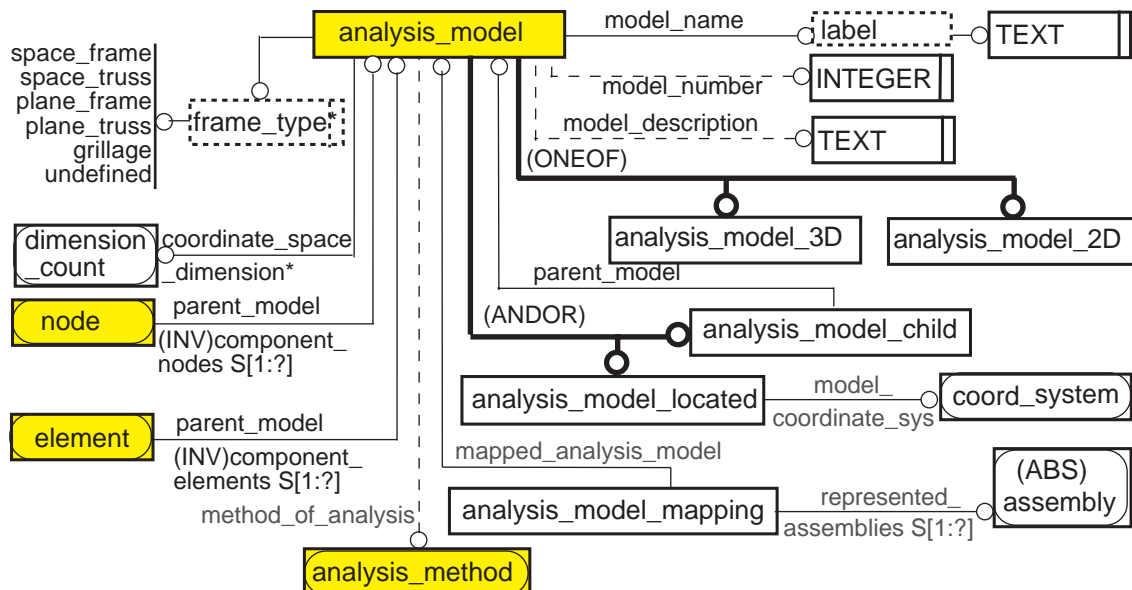 analysis_model
model_name
label
TEXT
space_frame
space_truss
plane_frame
plane_truss
grillage
undefined
frame_type*
model_number
INTEGER
model_description
TEXT
(ONEOF)
analysis_model_3D
analysis_model_2D
dimension
_count
coordinate_space
_dimension*
parent_model
node
parent_model
(INV)component_
nodes S[1:?]
(ANDOR)
analysis_model_child
analysis_model_located
model_
coordinate_sys
coord_system
element
parent_model
(INV)component_
elements S[1:?]
mapped_analysis_model
analysis_model_mapping
represented_
assemblies S[1:?]
(ABS)
assembly
method_of_analysis
analysis_method